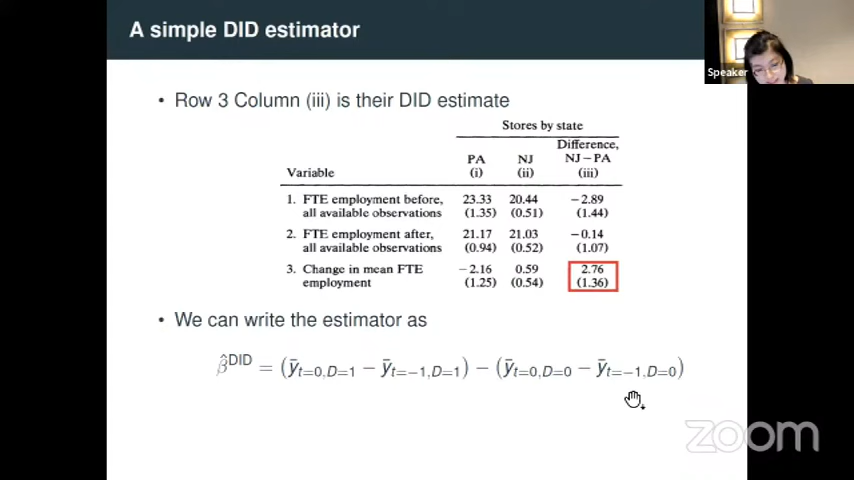 A simple DID estimator
Speaker
• Row 3 Column (iii) is their DID estimate
Stores by state
Difference,
PA NJ NJ − PA
Variable (i) (ii) (iii)
1. FTE employment before, 23.33 20.44 −2.89
all available observations (1.35) (0.51) (1.44)
2. FTE employment after, 21.17 21.03 −0.14
all available observations (0.94) (0.52) (1.07)
3. Change in mean FTE −2.16 0.59 2.76
employment (1.25) (0.54) (1.36)
• We can write the estimator as
β̂^DID = (ȳ_{t=0,D=1} − ȳ_{t=−1,D=1}) − (ȳ_{t=0,D=0} − ȳ_{t=−1,D=0})
zoom